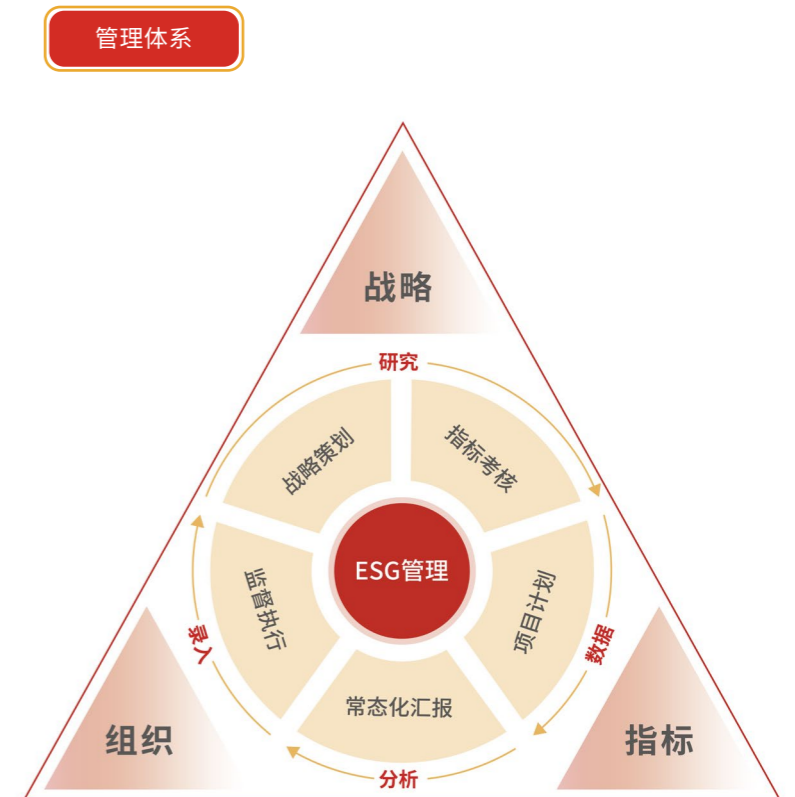 管理体系
战略
研究
战略策划
指标考核
ESG管理
监督执行
项目计划
录入
数据
常态化汇报
组织
指标
分析